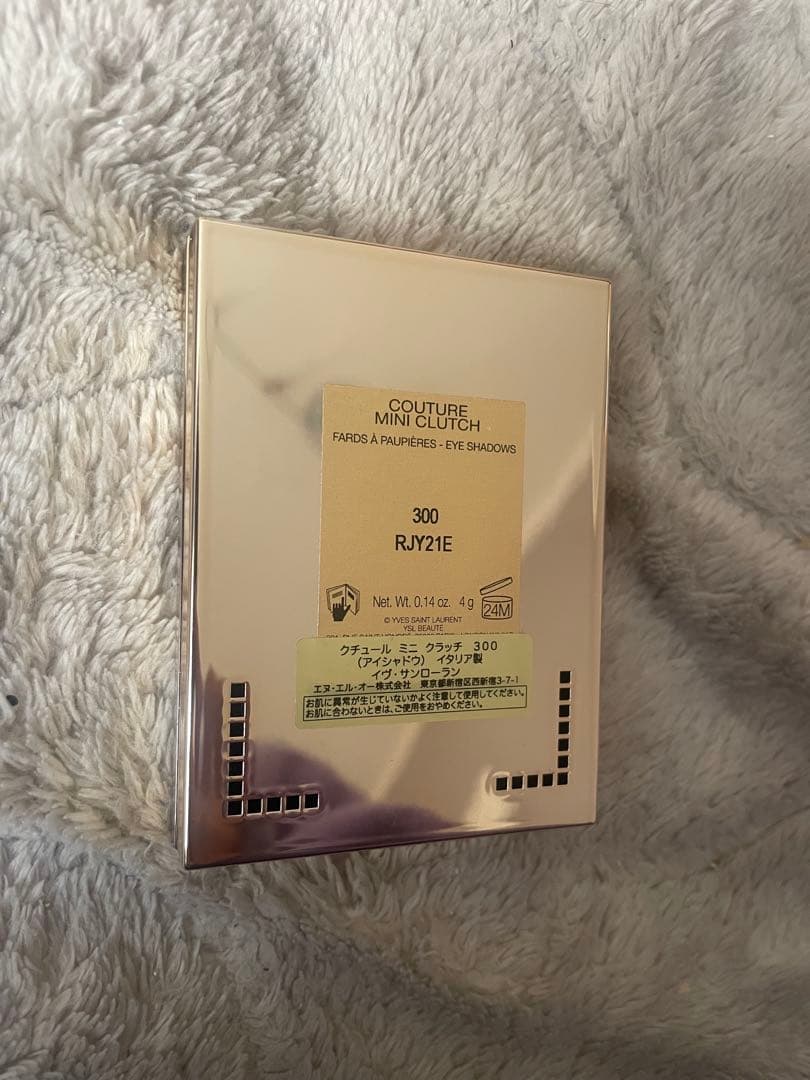 COUTURE
MINI CLUTCH
FARDS À PAUPIÈRES - EYE SHADOWS
300
RJY21E
Net. Wt. 0.14 oz. 4 g
24M
© YVES SAINT LAURENT
YSL BEAUTE
クチュール ミニ クラッチ 300
(アイシャドウ) イタリア製
イヴ・サンローラン
エヌ・エル・オー株式会社 東京都新宿区西新宿3-7-1
お肌に異常が生じていないかよく注意して使用してください。
お肌に合わないときは、ご使用をおやめください。